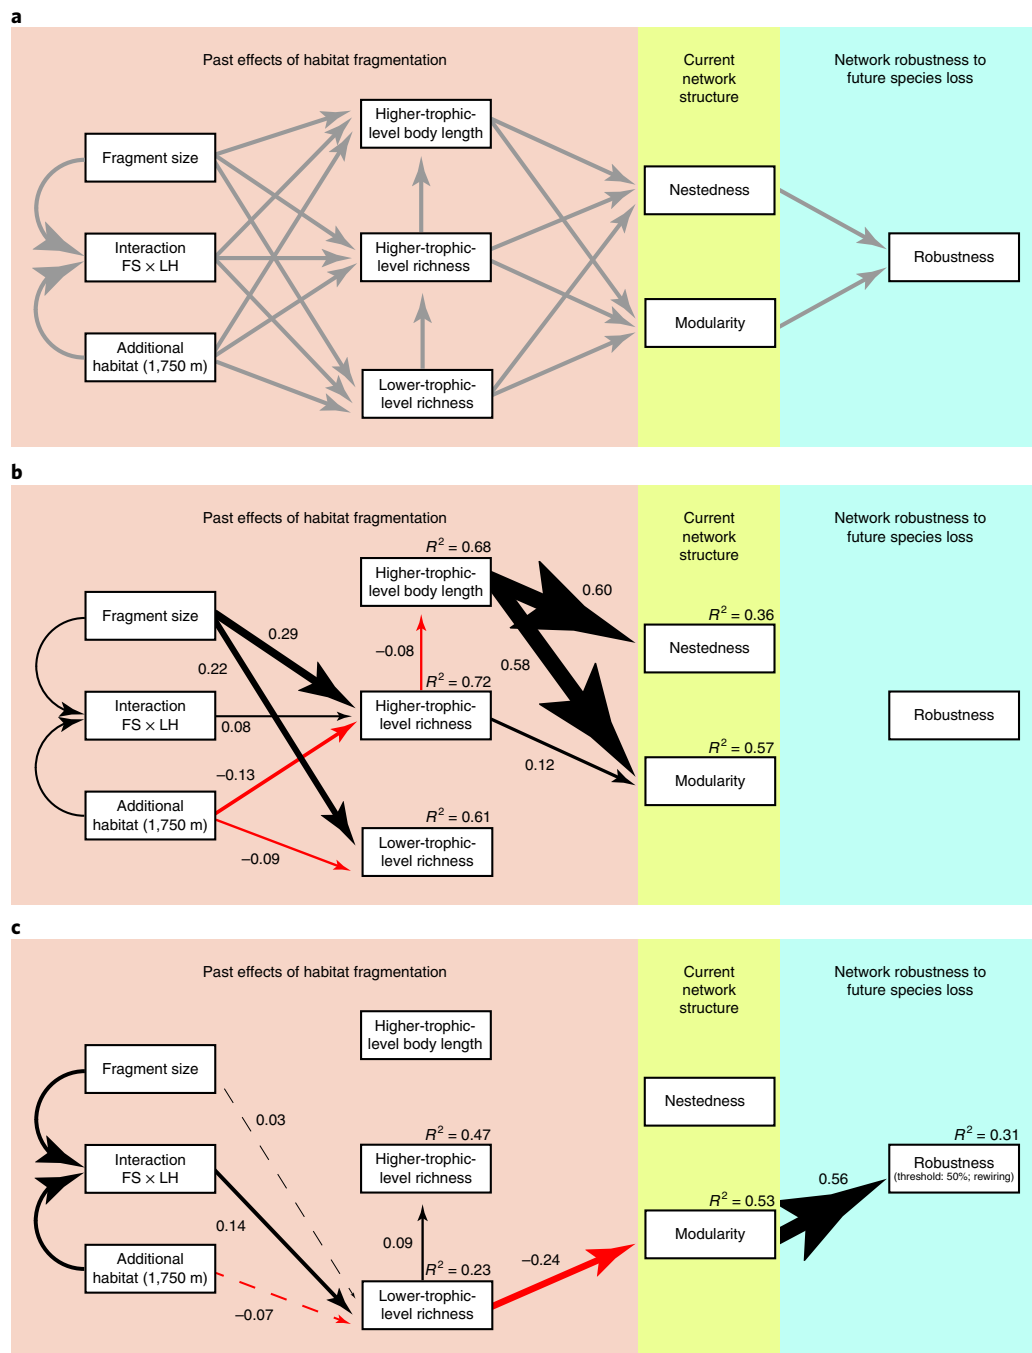 a
Past effects of habitat fragmentation
Current
network
structure
Network robustness to
future species loss
Higher-trophic-
level body length
Fragment size
Nestedness
Interaction
FS × LH
Higher-trophic-
level richness
Robustness
Modularity
Additional
habitat (1,750 m)
Lower-trophic-
level richness
b
Past effects of habitat fragmentation
Current
network
structure
Network robustness to
future species loss
R² = 0.68
Higher-trophic-
level body length
0.60
Fragment size
R² = 0.36
0.29
Nestedness
–0.08
0.22
0.58
R² = 0.72
Interaction
FS × LH
Higher-trophic-
level richness
Robustness
0.08
R² = 0.57
0.12
–0.13
Modularity
Additional
habitat (1,750 m)
R² = 0.61
Lower-trophic-
level richness
–0.09
c
Past effects of habitat fragmentation
Current
network
structure
Network robustness to
future species loss
Higher-trophic-
level body length
Fragment size
Nestedness
0.03
R² = 0.47
R² = 0.31
Interaction
FS × LH
Higher-trophic-
level richness
Robustness
(threshold: 50%; rewiring)
0.56
R² = 0.53
0.14
0.09
Modularity
Additional
habitat (1,750 m)
R² = 0.23
–0.24
Lower-trophic-
level richness
–0.07